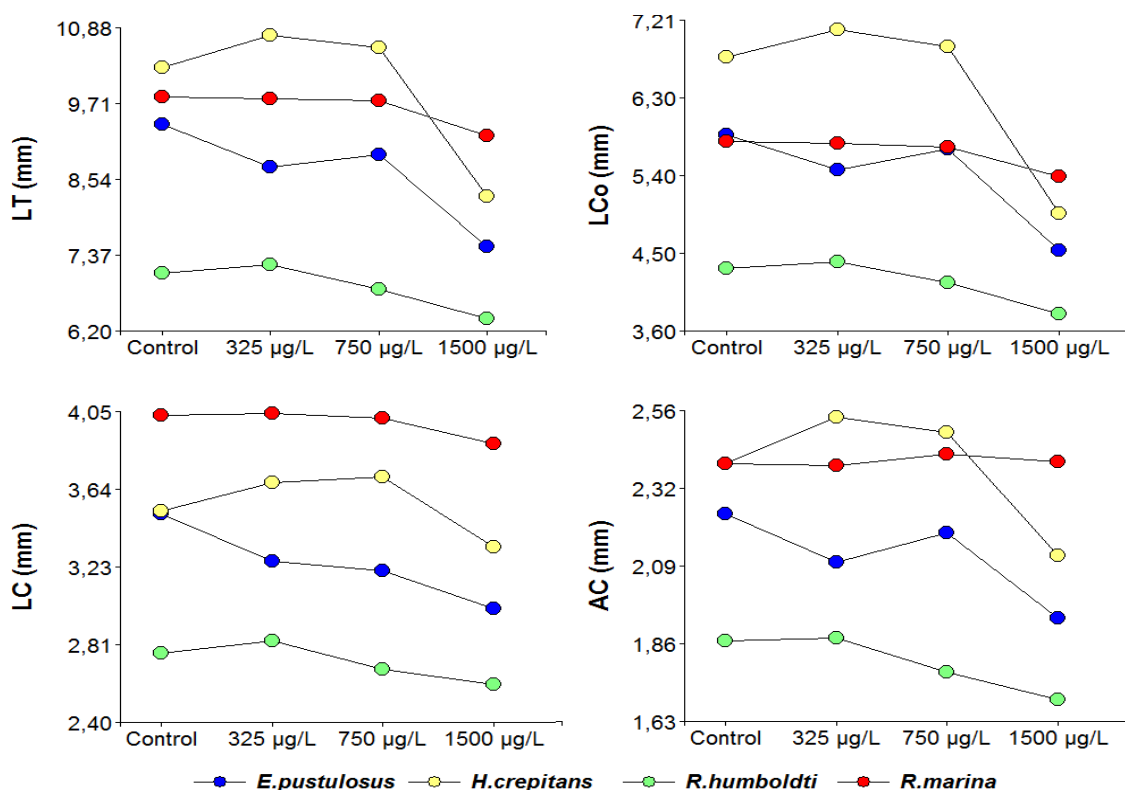 LT (mm)
10,88
9,71
8,54
7,37
6,20
Control 325 µg/L 750 µg/L 1500 µg/L
LCo (mm)
7,21
6,30
5,40
4,50
3,60
Control 325 µg/L 750 µg/L 1500 µg/L
LC (mm)
4,05
3,64
3,23
2,81
2,40
Control 325 µg/L 750 µg/L 1500 µg/L
AC (mm)
2,56
2,32
2,09
1,86
1,63
Control 325 µg/L 750 µg/L 1500 µg/L
E.pustulosus H.crepitans R.humboldti R.marina